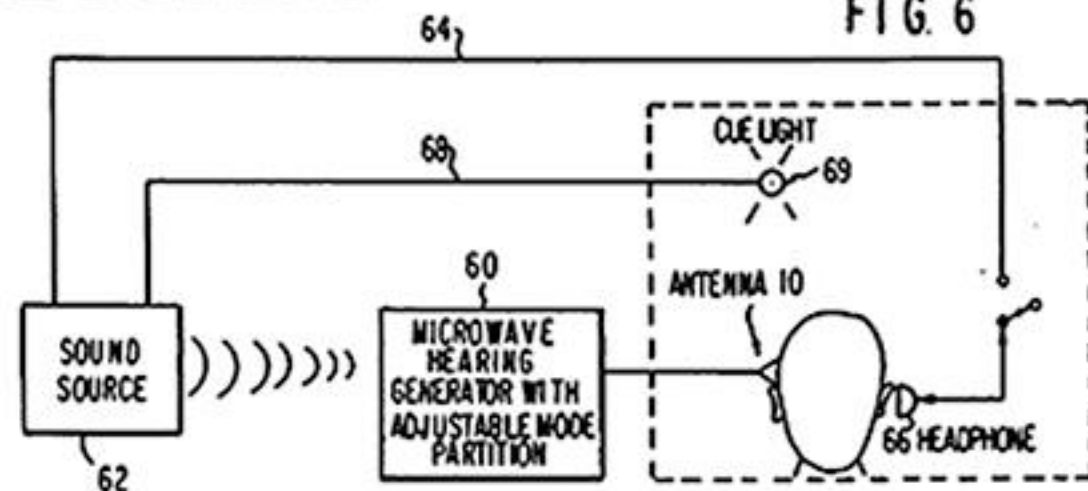 FIG. 6
64
CUE LIGHT
68
69
60
ANTENNA 10
SOUND
SOURCE
MICROWAVE
HEARING
GENERATOR WITH
ADJUSTABLE MODE
PARTITION
66 HEADPHONE
62